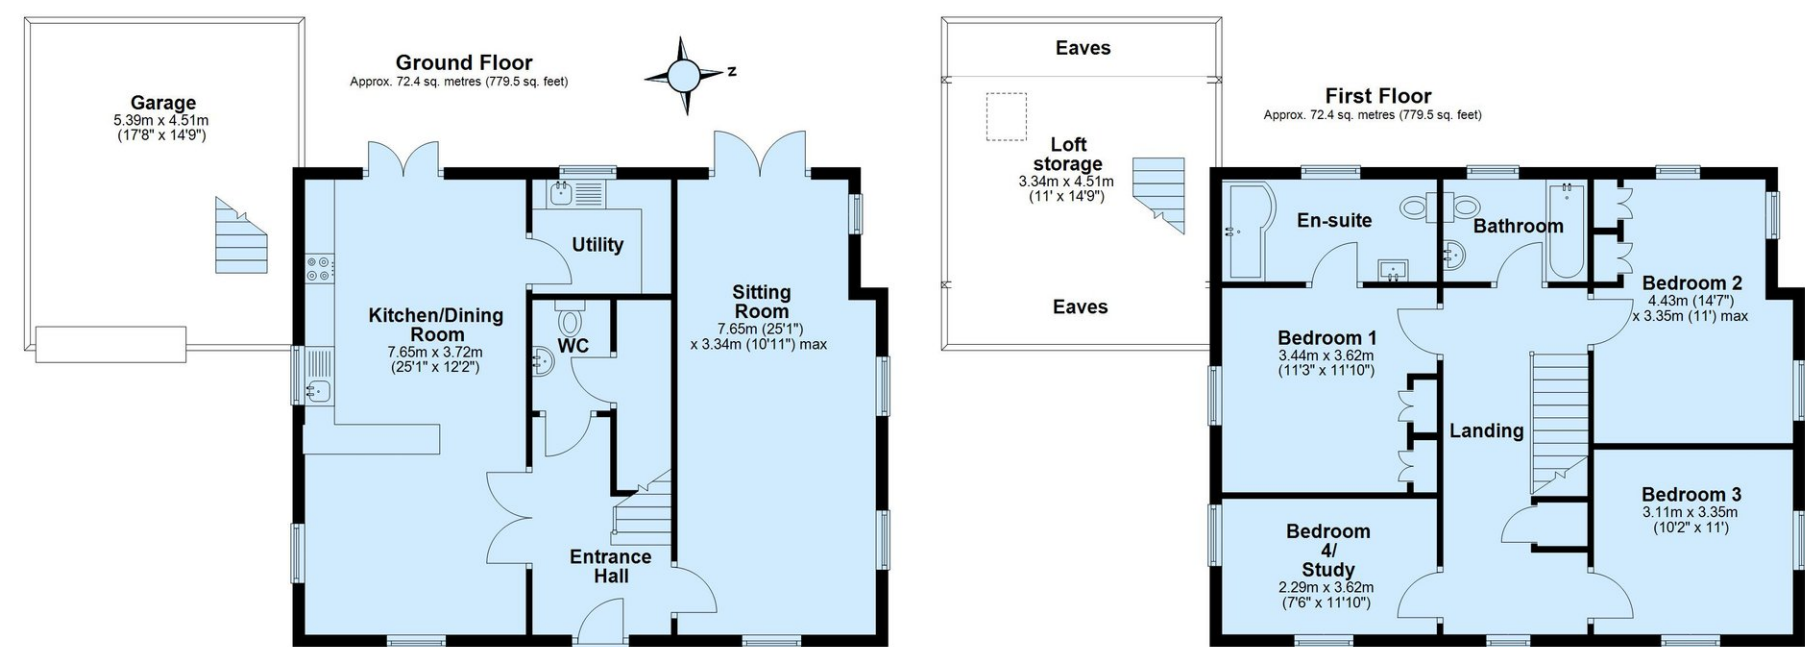 Ground Floor
Approx. 72.4 sq. metres (779.5 sq. feet)
Z
Garage
5.39m x 4.51m
(17'8" x 14'9")
Kitchen/Dining
Room
7.65m x 3.72m
(25'1" x 12'2")
Utility
WC
Sitting
Room
7.65m (25'1")
x 3.34m (10'11") max
Entrance
Hall
First Floor
Approx. 72.4 sq. metres (779.5 sq. feet)
Eaves
Loft
storage
3.34m x 4.51m
(11' x 14'9")
Eaves
En-suite
Bathroom
Bedroom 2
4.43m (14'7")
x 3.35m (11') max
Bedroom 1
3.44m x 3.62m
(11'3" x 11'10")
Landing
Bedroom 3
3.11m x 3.35m
(10'2" x 11')
Bedroom
4/
Study
2.29m x 3.62m
(7'6" x 11'10")